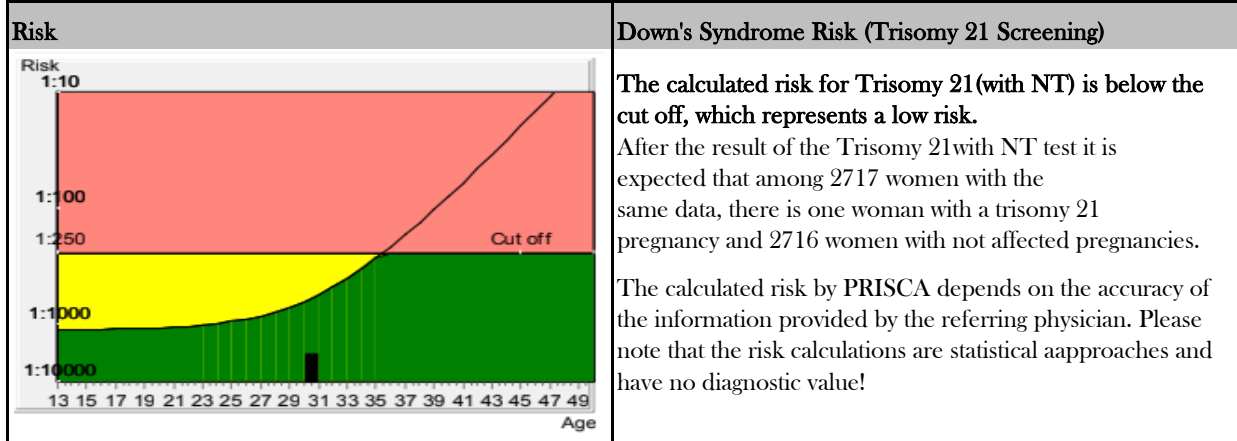 Risk
Risk
1:10
1:100
1:250
Cut off
1:1000
1:10000
13 15 17 19 21 23 25 27 29 31 33 35 37 39 41 43 45 47 49
Age
Down's Syndrome Risk (Trisomy 21 Screening)
The calculated risk for Trisomy 21(with NT) is below the
cut off, which represents a low risk.
After the result of the Trisomy 21with NT test it is
expected that among 2717 women with the
same data, there is one woman with a trisomy 21
pregnancy and 2716 women with not affected pregnancies.
The calculated risk by PRISCA depends on the accuracy of
the information provided by the referring physician. Please
note that the risk calculations are statistical aapproaches and
have no diagnostic value!